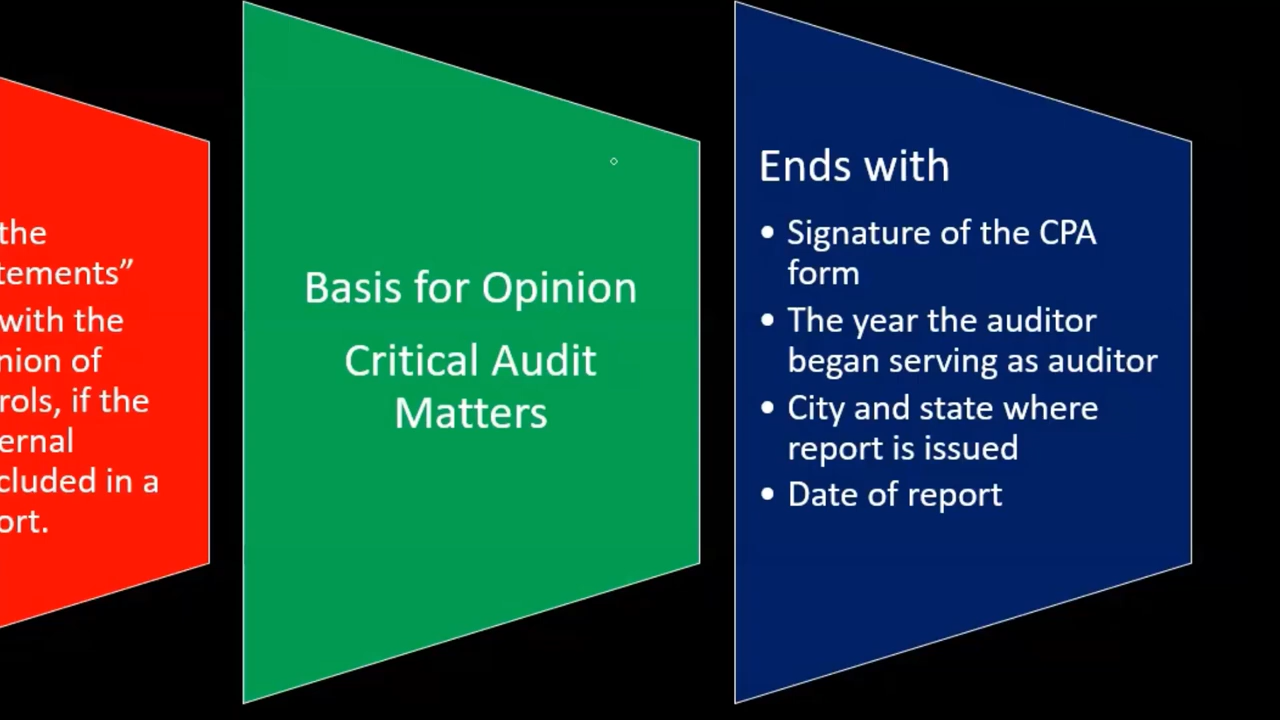 the
tements”
with the
nion of
rols, if the
ernal
cluded in a
ort.
Basis for Opinion
Critical Audit
Matters
Ends with
• Signature of the CPA
form
• The year the auditor
began serving as auditor
• City and state where
report is issued
• Date of report